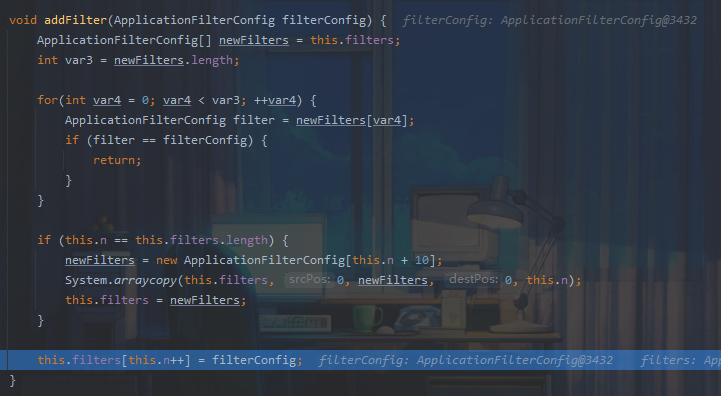 void addFilter(ApplicationFilterConfig filterConfig) { filterConfig: ApplicationFilterConfig@3432
ApplicationFilterConfig[] newFilters = this.filters;
int var3 = newFilters.length;
for(int var4 = 0; var4 < var3; ++var4) {
ApplicationFilterConfig filter = newFilters[var4];
if (filter == filterConfig) {
return;
}
}
if (this.n == this.filters.length) {
newFilters = new ApplicationFilterConfig[this.n + 10];
System.arraycopy(this.filters, srcPos: 0, newFilters, destPos: 0, this.n);
this.filters = newFilters;
}
this.filters[this.n++] = filterConfig; filterConfig: ApplicationFilterConfig@3432 filters: App
}